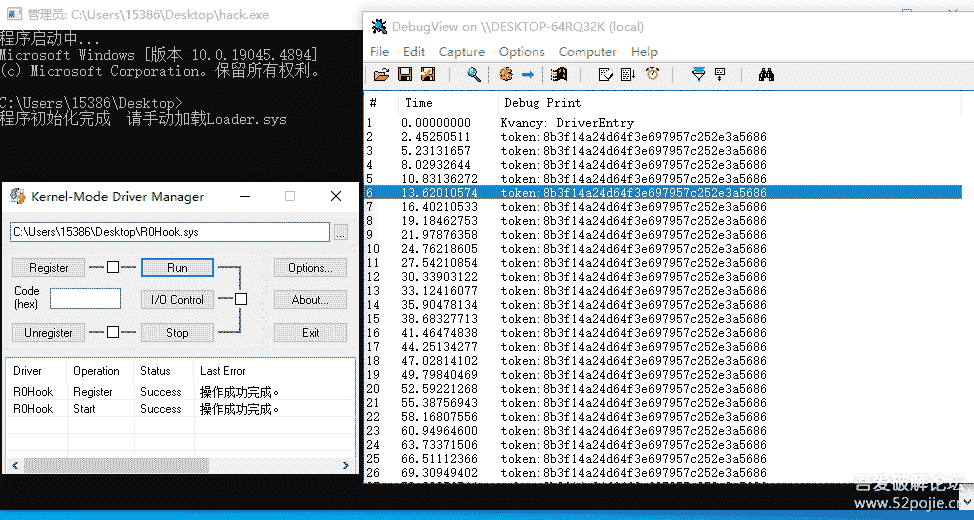 管理员: C:\Users\15386\Desktop\hack.exe
程序启动中...
Microsoft Windows [版本 10.0.19045.4894]
(c) Microsoft Corporation。保留所有权利。
C:\Users\15386\Desktop>
程序初始化完成 请手动加载Loader.sys
Kernel-Mode Driver Manager
C:\Users\15386\Desktop\R0Hook.sys
...
Register
Run
Options...
Code
(hex)
I/O Control
About...
Unregister
Stop
Exit
Driver Operation Status Last Error
R0Hook Register Success 操作成功完成。
R0Hook Start Success 操作成功完成。
DebugView on \\DESKTOP-64RQ32K (local)
File Edit Capture Options Computer Help
# Time Debug Print
1 0.00000000 Kvancy: DriverEntry
2 2.45250511 token:8b3f14a24d64f3e697957c252e3a5686
3 5.23131657 token:8b3f14a24d64f3e697957c252e3a5686
4 8.02932644 token:8b3f14a24d64f3e697957c252e3a5686
5 10.83136272 token:8b3f14a24d64f3e697957c252e3a5686
6 13.62010574 token:8b3f14a24d64f3e697957c252e3a5686
7 16.40210533 token:8b3f14a24d64f3e697957c252e3a5686
8 19.18462753 token:8b3f14a24d64f3e697957c252e3a5686
9 21.97876358 token:8b3f14a24d64f3e697957c252e3a5686
10 24.76218605 token:8b3f14a24d64f3e697957c252e3a5686
11 27.54210854 token:8b3f14a24d64f3e697957c252e3a5686
12 30.33903122 token:8b3f14a24d64f3e697957c252e3a5686
13 33.12416077 token:8b3f14a24d64f3e697957c252e3a5686
14 35.90478134 token:8b3f14a24d64f3e697957c252e3a5686
15 38.68327713 token:8b3f14a24d64f3e697957c252e3a5686
16 41.46474838 token:8b3f14a24d64f3e697957c252e3a5686
17 44.25134277 token:8b3f14a24d64f3e697957c252e3a5686
18 47.02814102 token:8b3f14a24d64f3e697957c252e3a5686
19 49.79840469 token:8b3f14a24d64f3e697957c252e3a5686
20 52.59221268 token:8b3f14a24d64f3e697957c252e3a5686
21 55.38756943 token:8b3f14a24d64f3e697957c252e3a5686
22 58.16807556 token:8b3f14a24d64f3e697957c252e3a5686
23 60.94964600 token:8b3f14a24d64f3e697957c252e3a5686
24 63.73371506 token:8b3f14a24d64f3e697957c252e3a5686
25 66.51112366 token:8b3f14a24d64f3e697957c252e3a5686
26 69.30949402 token:8b3f14a24d64f3e697957c252e3a5686
吾爱破解论坛
www.52pojie.cn